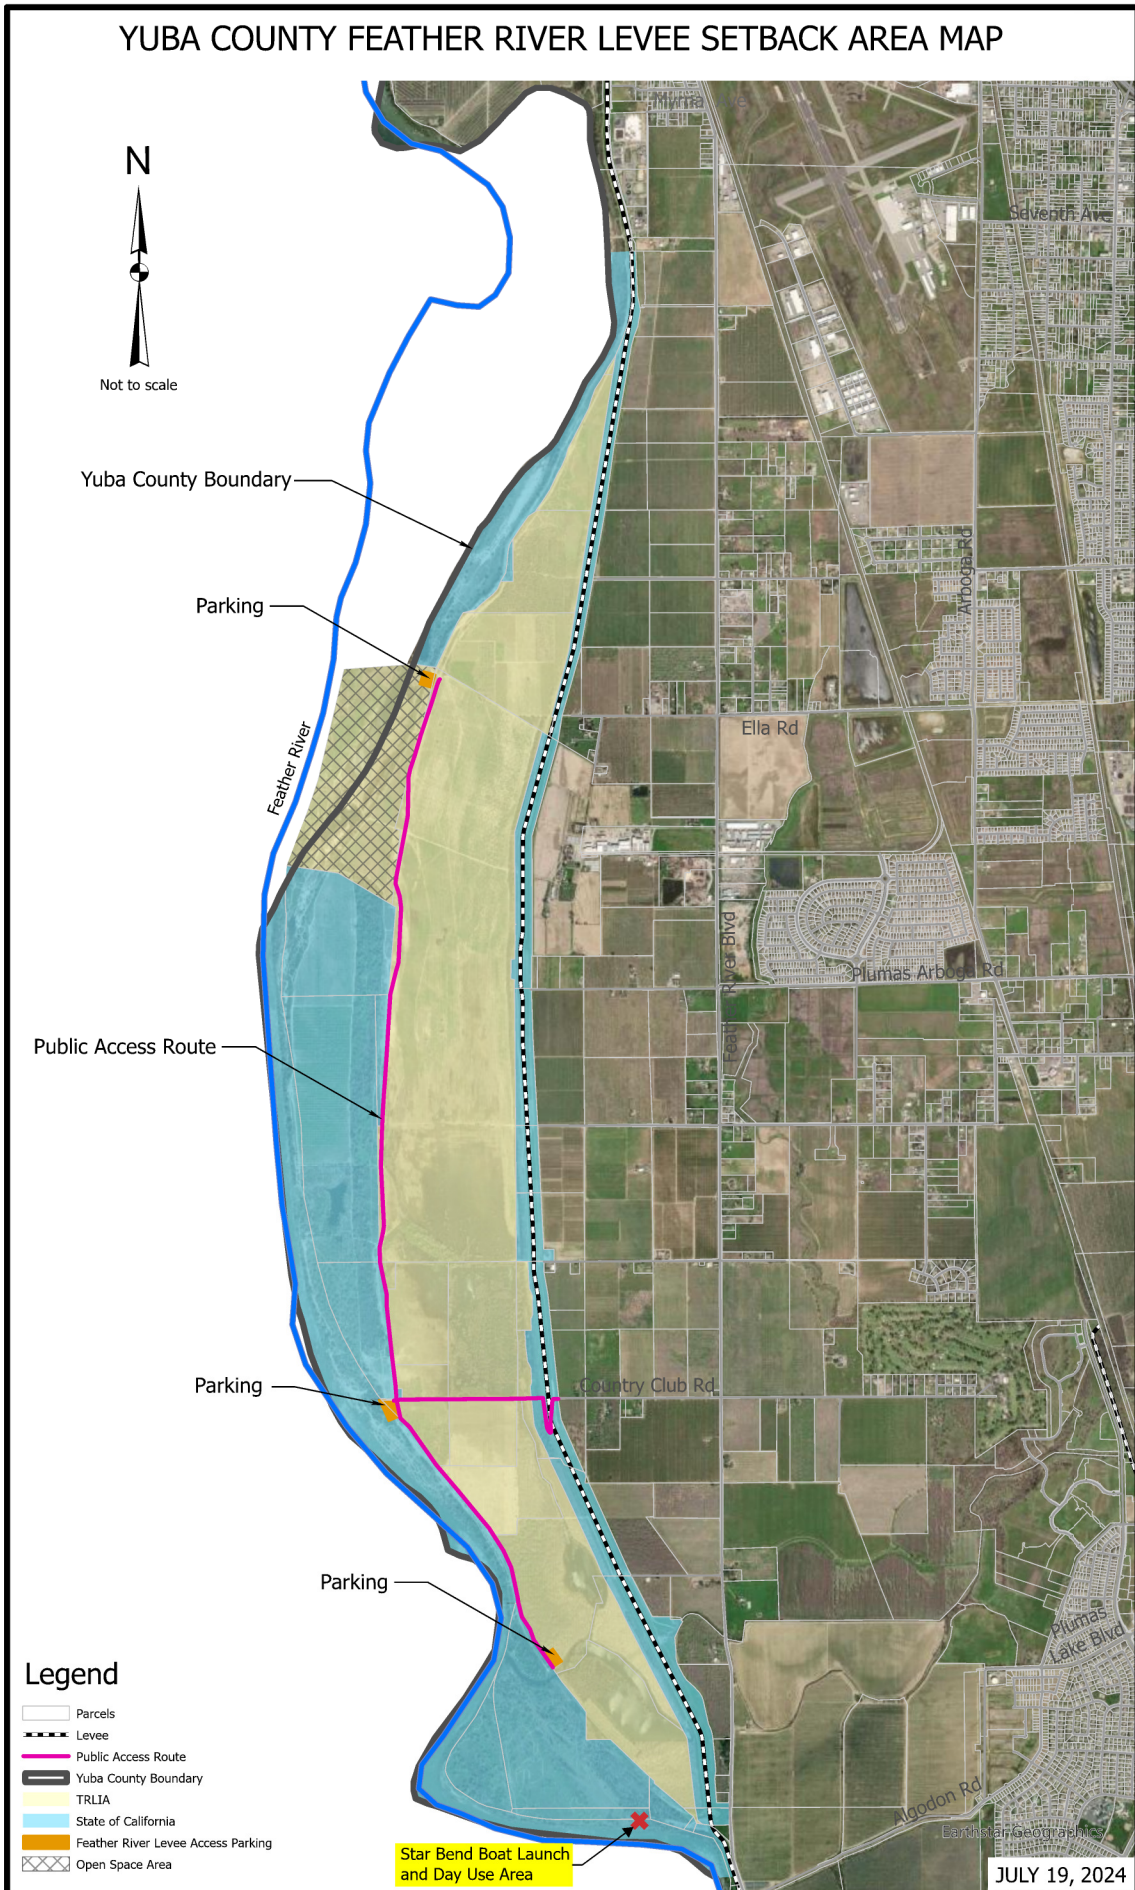 YUBA COUNTY FEATHER RIVER LEVEE SETBACK AREA MAP
Myrna Ave
N
Seventh Ave
Not to scale
Yuba County Boundary
Arboga Rd
Parking
Ella Rd
Feather River
River Blvd
Plumas Arboga Rd
Public Access Route
Parking
Country Club Rd
Parking
Plumas
Lake Blvd
Legend
Parcels
Levee
Public Access Route
Yuba County Boundary
TRLIA
State of California
Feather River Levee Access Parking
Open Space Area
Algodon Rd
Earthstar Geographics
Star Bend Boat Launch
and Day Use Area
JULY 19, 2024